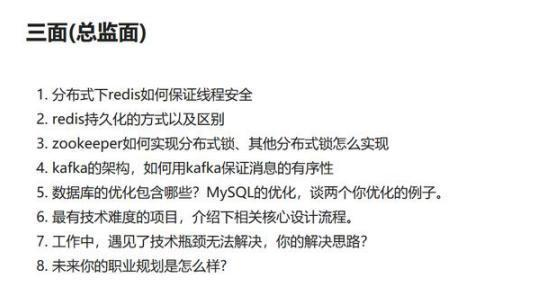 三面(总监面)
1. 分布式下redis如何保证线程安全
2. redis持久化的方式以及区别
3. zookeeper如何实现分布式锁、其他分布式锁怎么实现
4. kafka的架构，如何用kafka保证消息的有序性
5. 数据库的优化包含哪些？MySQL的优化，谈两个你优化的例子。
6. 最有技术难度的项目，介绍下相关核心设计流程。
7. 工作中，遇见了技术瓶颈无法解决，你的解决思路？
8. 未来你的职业规划是怎么样？